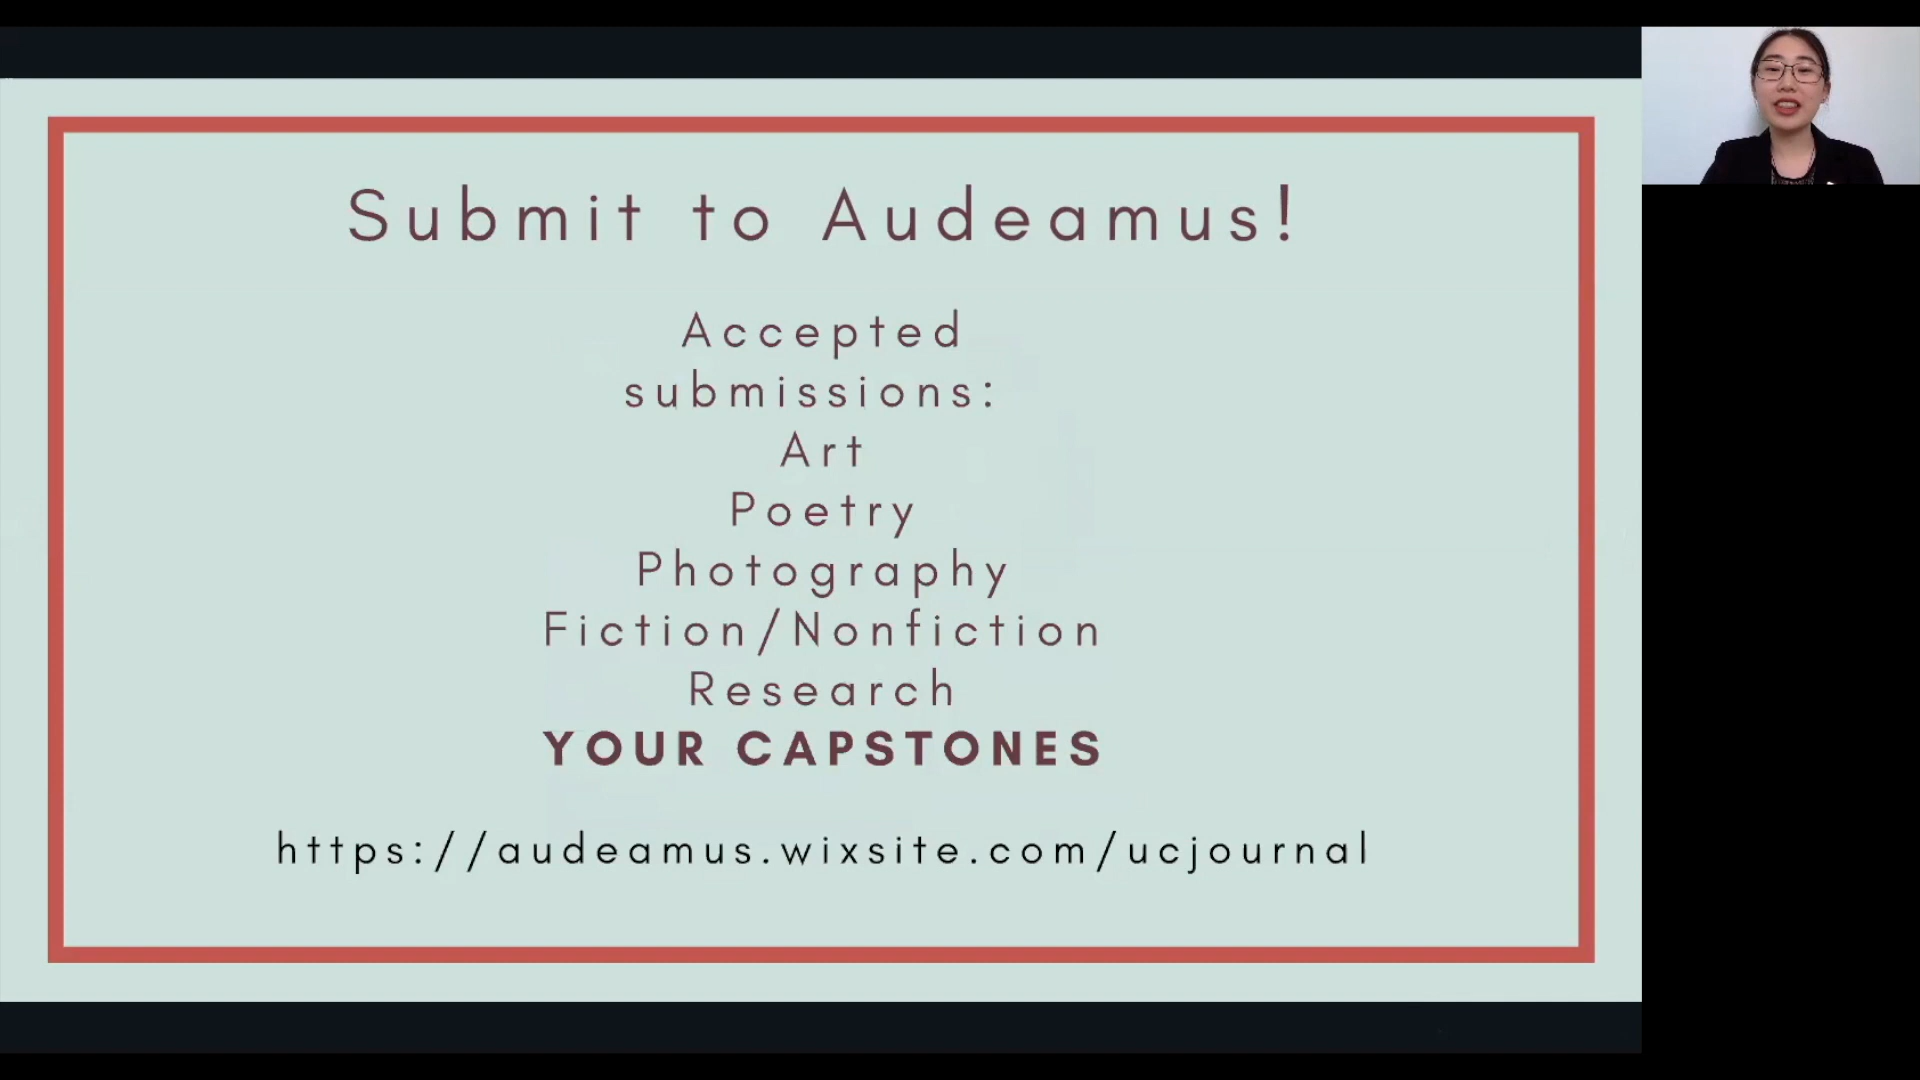 Submit to Audeamus!
Accepted
submissions:
Art
Poetry
Photography
Fiction/Nonfiction
Research
YOUR CAPSTONES
https://audeamus.wixsite.com/ucjournal